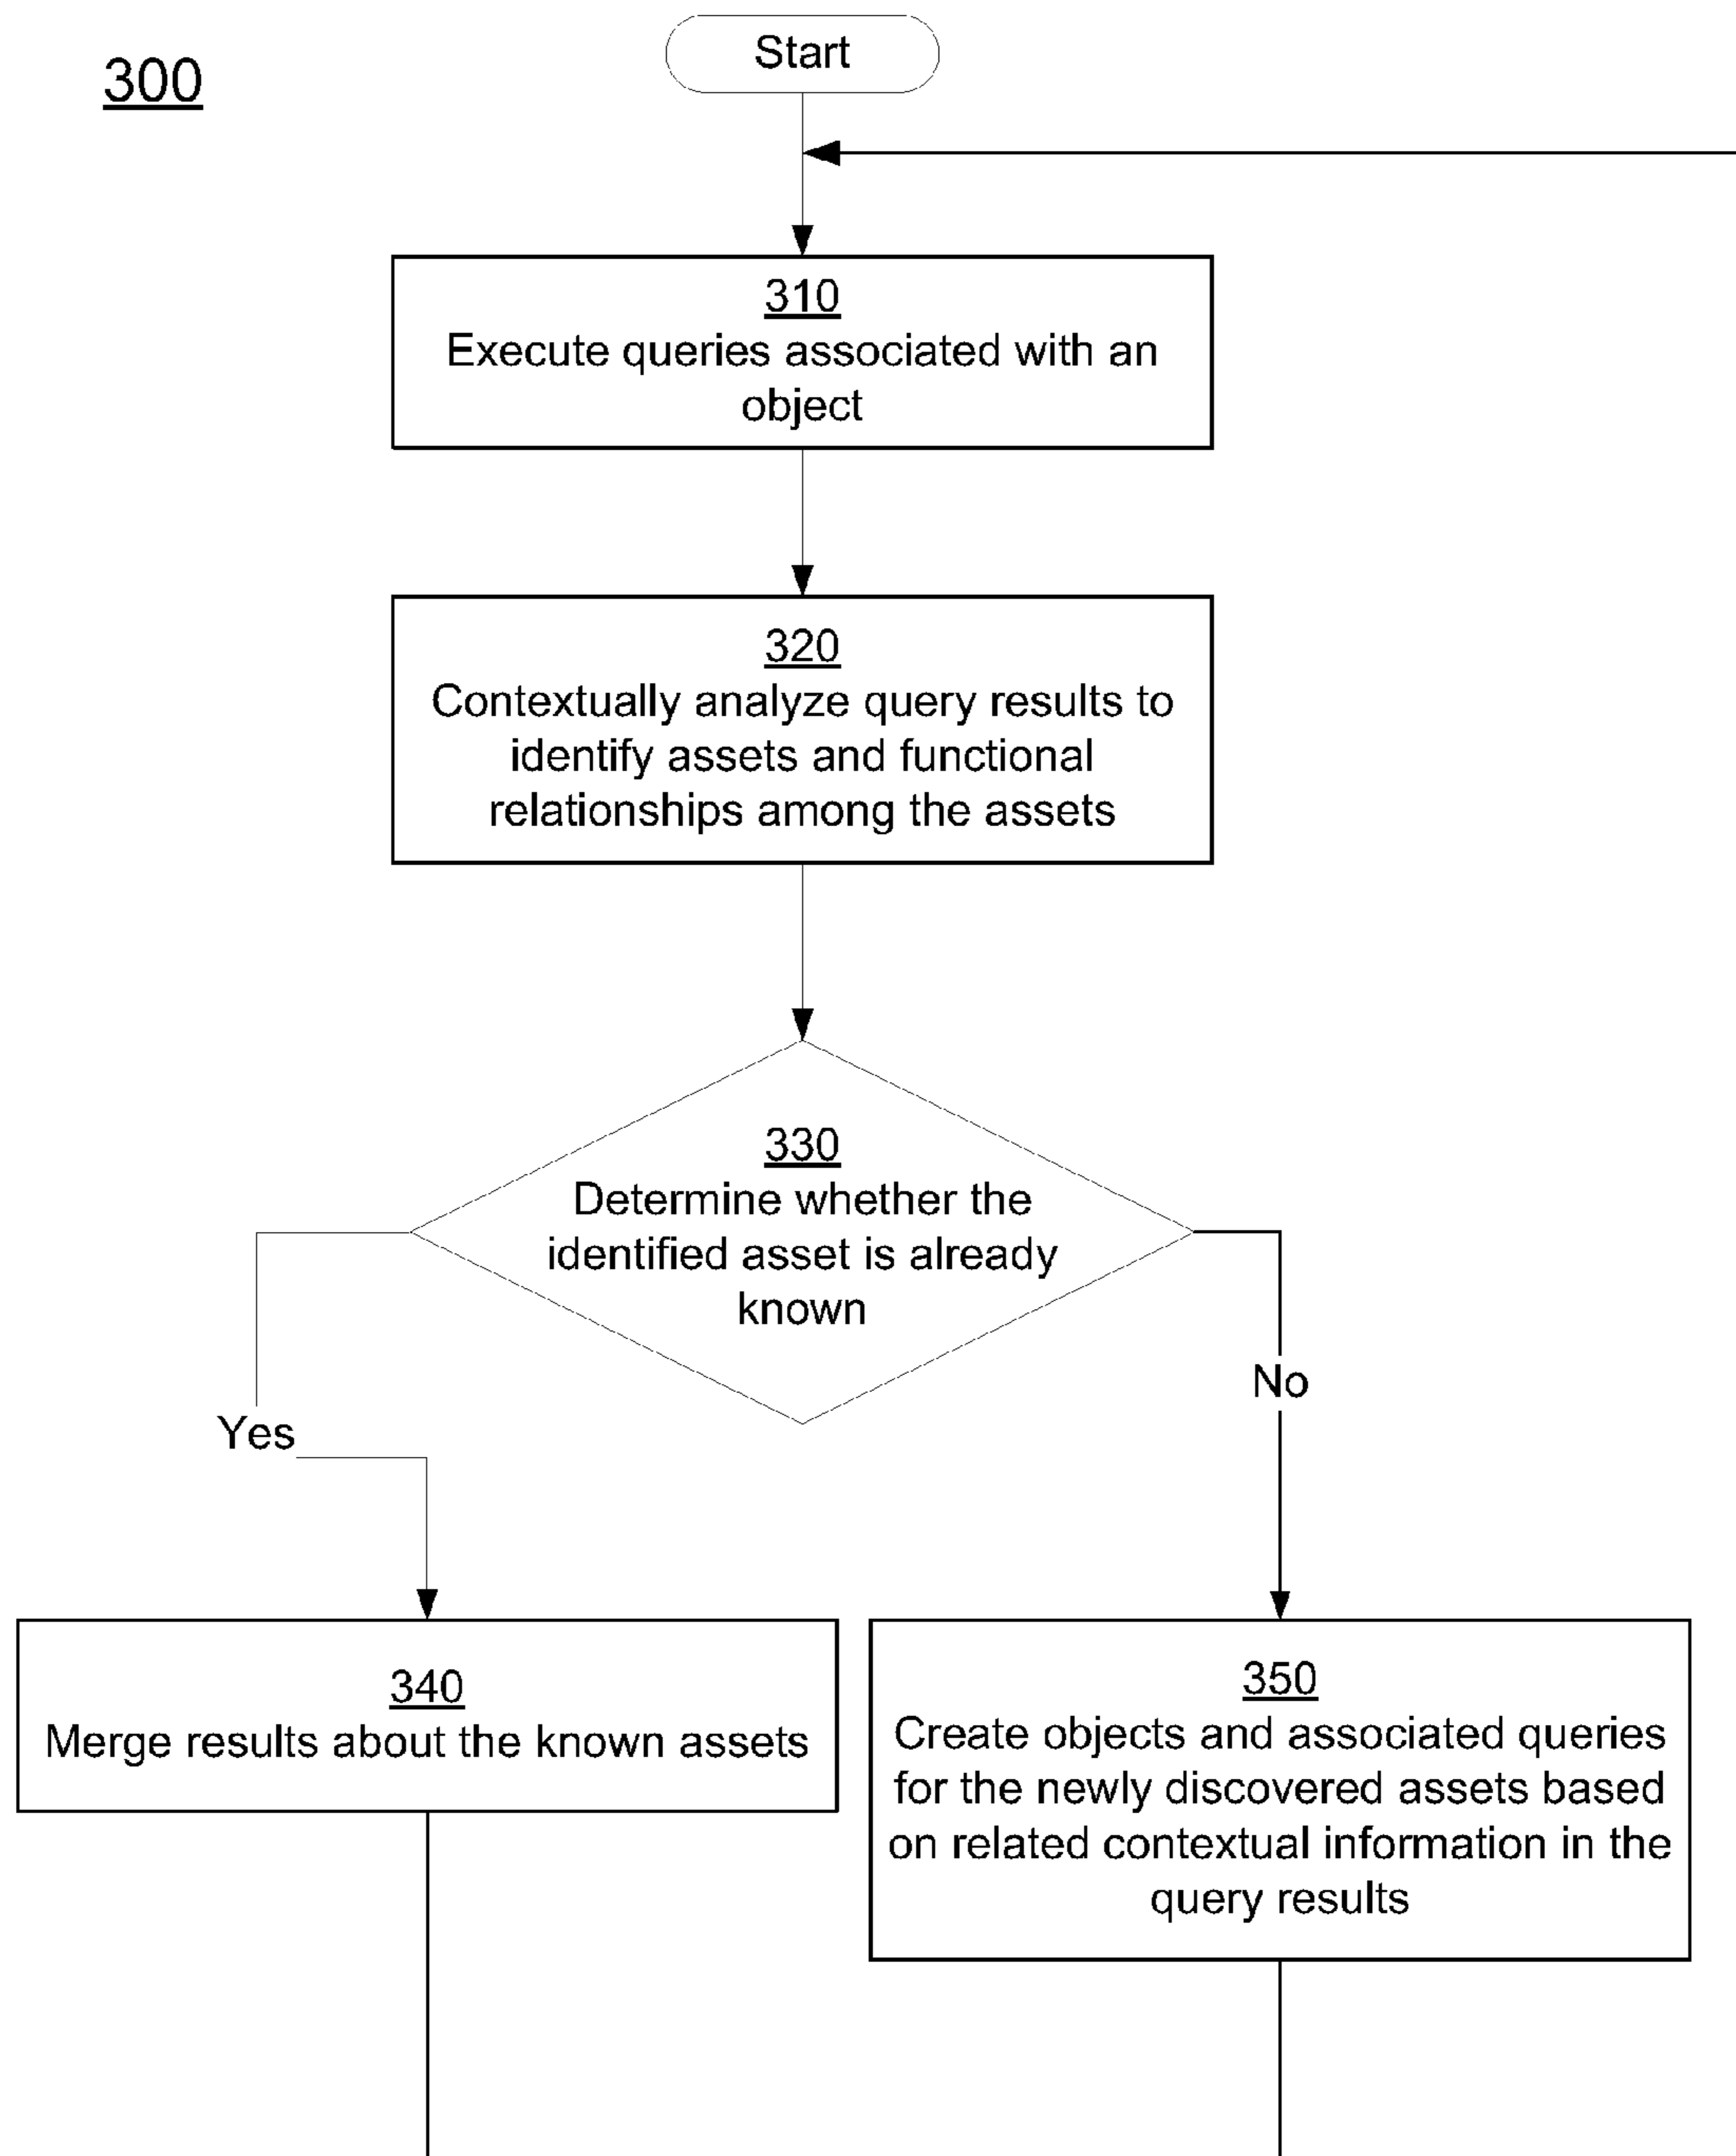 300
Start
310
Execute queries associated with an
object
320
Contextually analyze query results to
identify assets and functional
relationships among the assets
330
Determine whether the
identified asset is already
known
Yes
No
340
Merge results about the known assets
350
Create objects and associated queries
for the newly discovered assets based
on related contextual information in the
query results